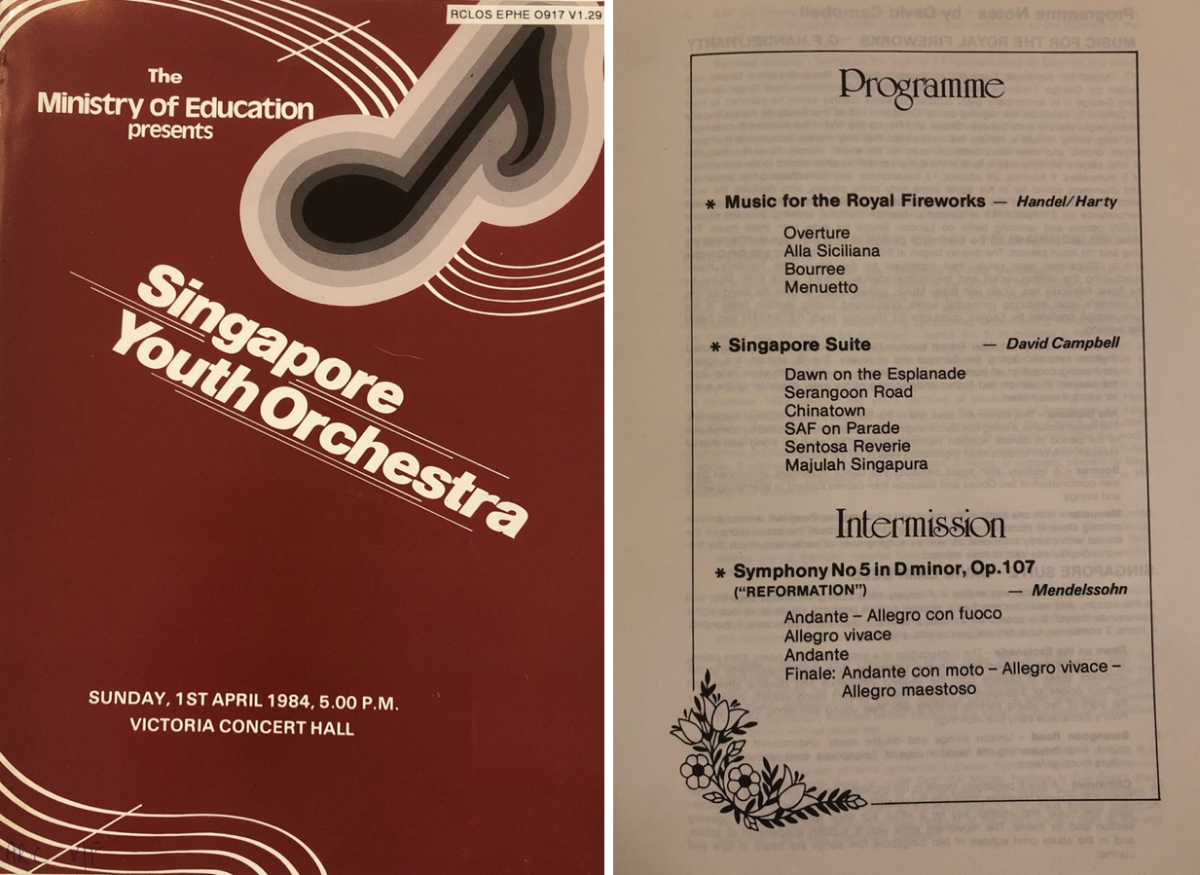 RCLOS EPHE O917 V1.29
The
Ministry of Education
presents
Singapore
Youth Orchestra
SUNDAY, 1ST APRIL 1984, 5.00 P.M.
VICTORIA CONCERT HALL
Programme
* Music for the Royal Fireworks — Handel/Harty
Overture
Alla Siciliana
Bourree
Menuetto
* Singapore Suite — David Campbell
Dawn on the Esplanade
Serangoon Road
Chinatown
SAF on Parade
Sentosa Reverie
Majulah Singapura
Intermission
* Symphony No 5 in D minor, Op.107
("REFORMATION") — Mendelssohn
Andante – Allegro con fuoco
Allegro vivace
Andante
Finale: Andante con moto – Allegro vivace –
Allegro maestoso